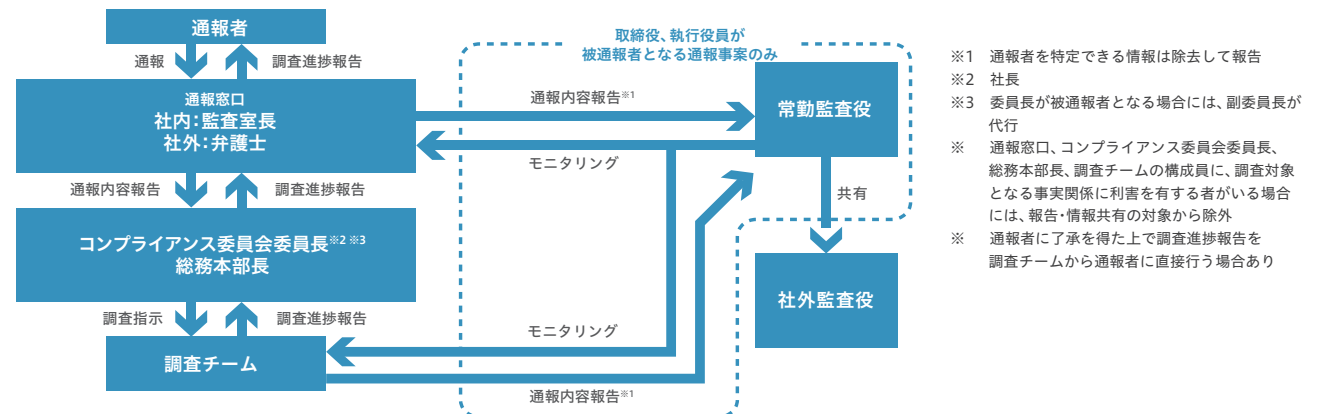 通報者
通報
調査進捗報告
通報窓口
社内：監査室長
社外：弁護士
通報内容報告
調査進捗報告
コンプライアンス委員会委員長※2 ※3
総務本部長
調査指示
調査進捗報告
調査チーム
取締役、執行役員が
被通報者となる通報事案のみ
通報内容報告※1
モニタリング
常勤監査役
共有
社外監査役
モニタリング
通報内容報告※1
※1 通報者を特定できる情報は除去して報告
※2 社長
※3 委員長が被通報者となる場合には、副委員長が
代行
※ 通報窓口、コンプライアンス委員会委員長、
総務本部長、調査チームの構成員に、調査対象
となる事実関係に利害を有する者がいる場合
には、報告・情報共有の対象から除外
※ 通報者に了承を得た上で調査進捗報告を
調査チームから通報者に直接行う場合あり